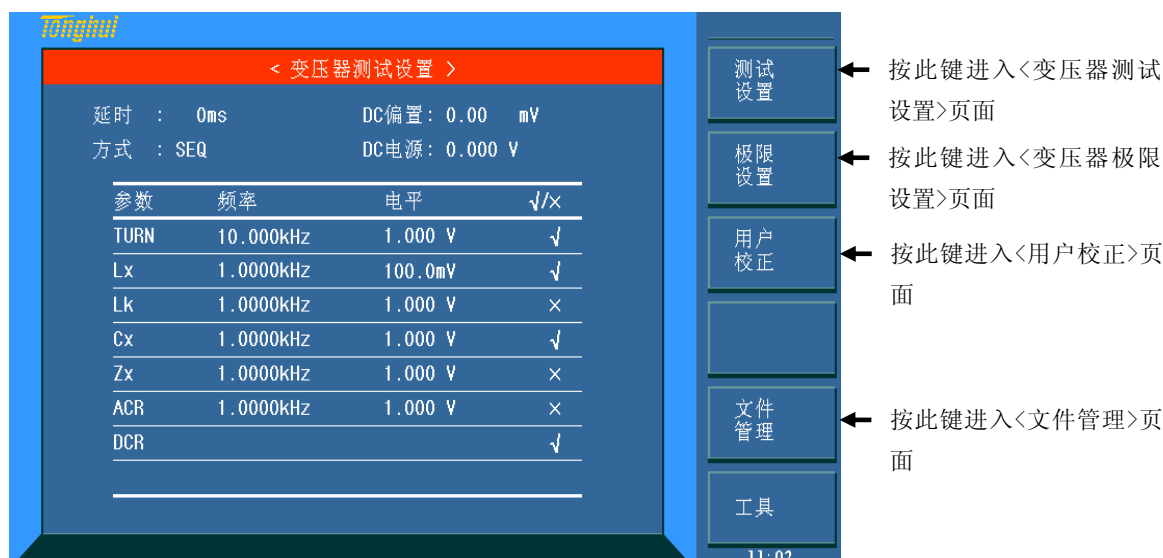 Tonghui
< 变压器测试设置 >
延时 : 0ms DC偏置: 0.00 mV
方式 : SEQ DC电源: 0.000 V
参数 频率 电平 √/×
TURN 10.000kHz 1.000 V √
Lx 1.0000kHz 100.0mV √
Lk 1.0000kHz 1.000 V ×
Cx 1.0000kHz 1.000 V √
Zx 1.0000kHz 1.000 V ×
ACR 1.0000kHz 1.000 V ×
DCR √
测试
设置
极限
设置
用户
校正
文件
管理
工具
11:02
按此键进入<变压器测试
设置>页面
按此键进入<变压器极限
设置>页面
按此键进入<用户校正>页
面
按此键进入<文件管理>页
面